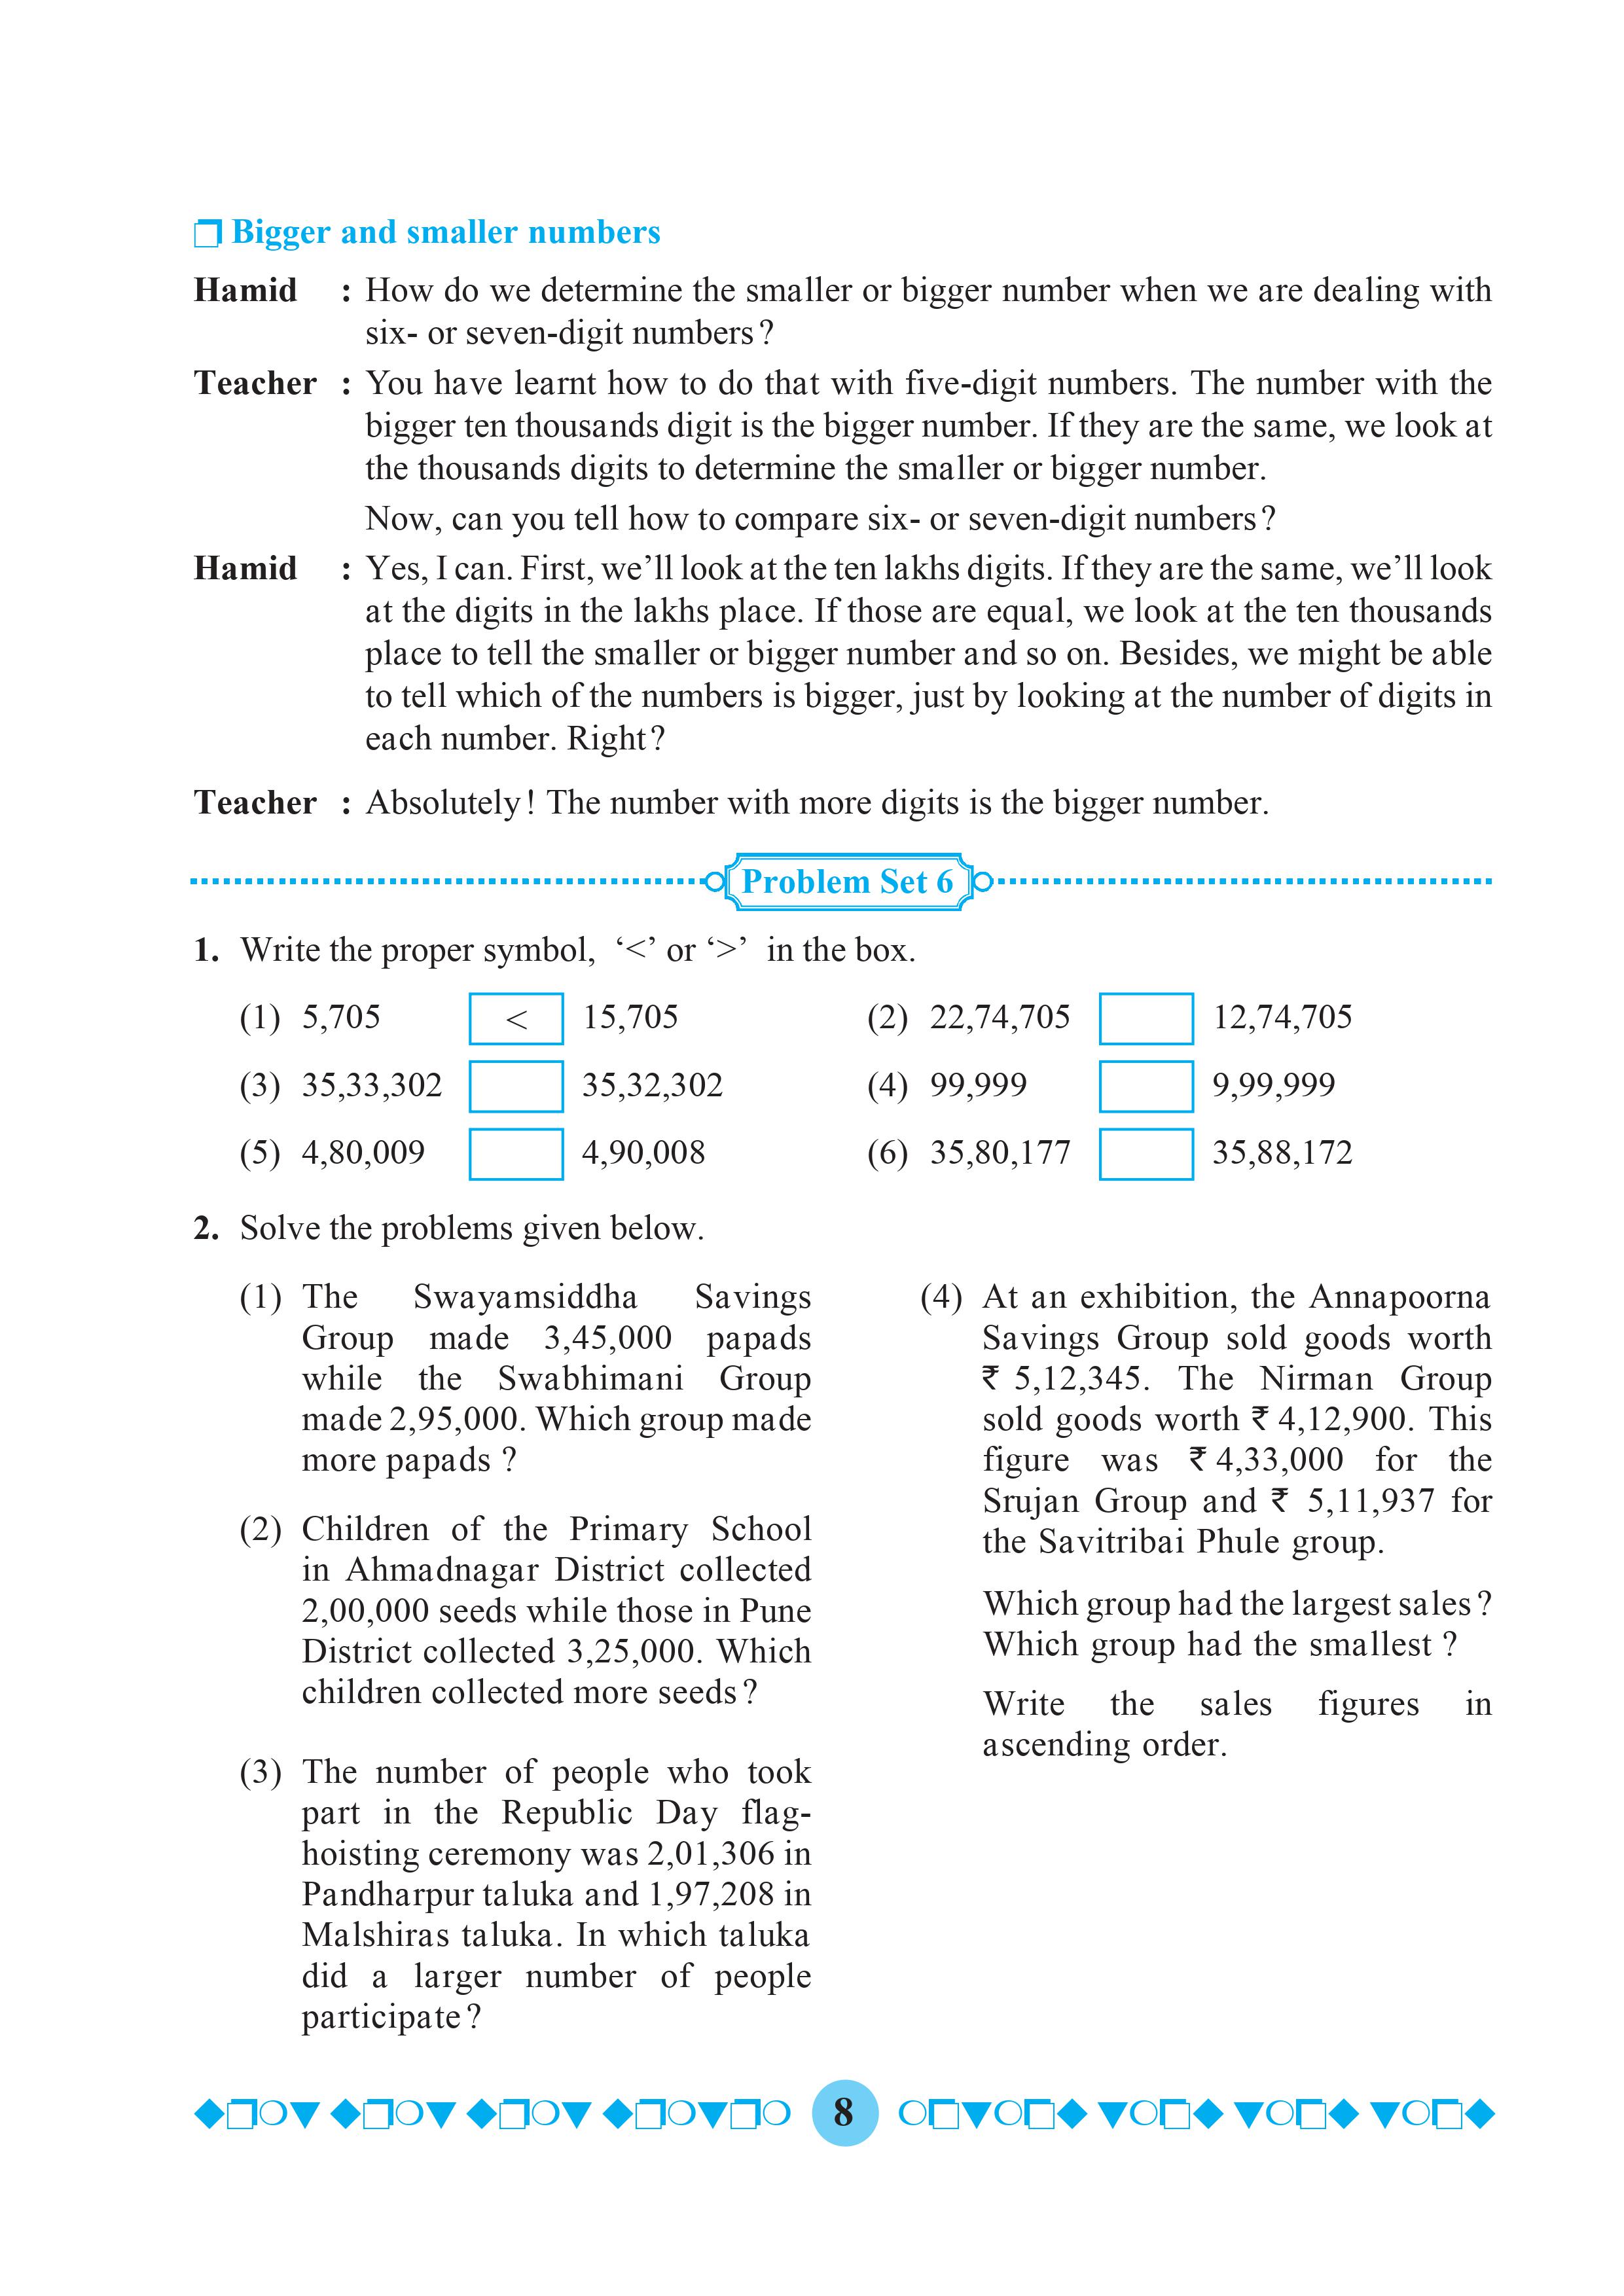 Bigger and smaller numbers
Hamid : How do we determine the smaller or bigger number when we are dealing with
six- or seven-digit numbers?
Teacher : You have learnt how to do that with five-digit numbers. The number with the
bigger ten thousands digit is the bigger number. If they are the same, we look at
the thousands digits to determine the smaller or bigger number.
Now, can you tell how to compare six- or seven-digit numbers?
Hamid : Yes, I can. First, we’ll look at the ten lakhs digits. If they are the same, we’ll look
at the digits in the lakhs place. If those are equal, we look at the ten thousands
place to tell the smaller or bigger number and so on. Besides, we might be able
to tell which of the numbers is bigger, just by looking at the number of digits in
each number. Right?
Teacher : Absolutely! The number with more digits is the bigger number.
Problem Set 6
1. Write the proper symbol, ‘<’ or ‘>’ in the box.
(1) 5,705 < 15,705 (2) 22,74,705 12,74,705
(3) 35,33,302 35,32,302 (4) 99,999 9,99,999
(5) 4,80,009 4,90,008 (6) 35,80,177 35,88,172
2. Solve the problems given below.
(1) The Swayamsiddha Savings
Group made 3,45,000 papads
while the Swabhimani Group
made 2,95,000. Which group made
more papads ?
(2) Children of the Primary School
in Ahmadnagar District collected
2,00,000 seeds while those in Pune
District collected 3,25,000. Which
children collected more seeds?
(3) The number of people who took
part in the Republic Day flag-
hoisting ceremony was 2,01,306 in
Pandharpur taluka and 1,97,208 in
Malshiras taluka. In which taluka
did a larger number of people
participate?
(4) At an exhibition, the Annapoorna
Savings Group sold goods worth
₹ 5,12,345. The Nirman Group
sold goods worth ₹ 4,12,900. This
figure was ₹ 4,33,000 for the
Srujan Group and ₹ 5,11,937 for
the Savitribai Phule group.
Which group had the largest sales?
Which group had the smallest ?
Write the sales figures in
ascending order.
8